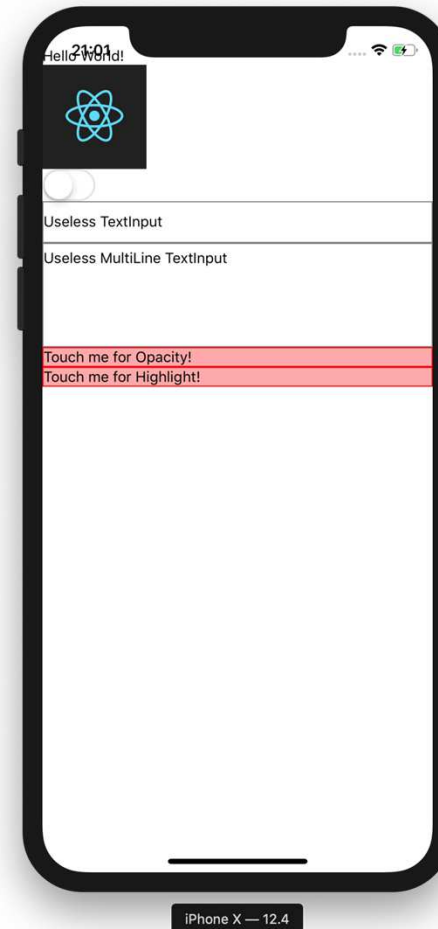 21:01
Hello World!
Useless TextInput
Useless MultiLine TextInput
Touch me for Opacity!
Touch me for Highlight!
iPhone X — 12.4